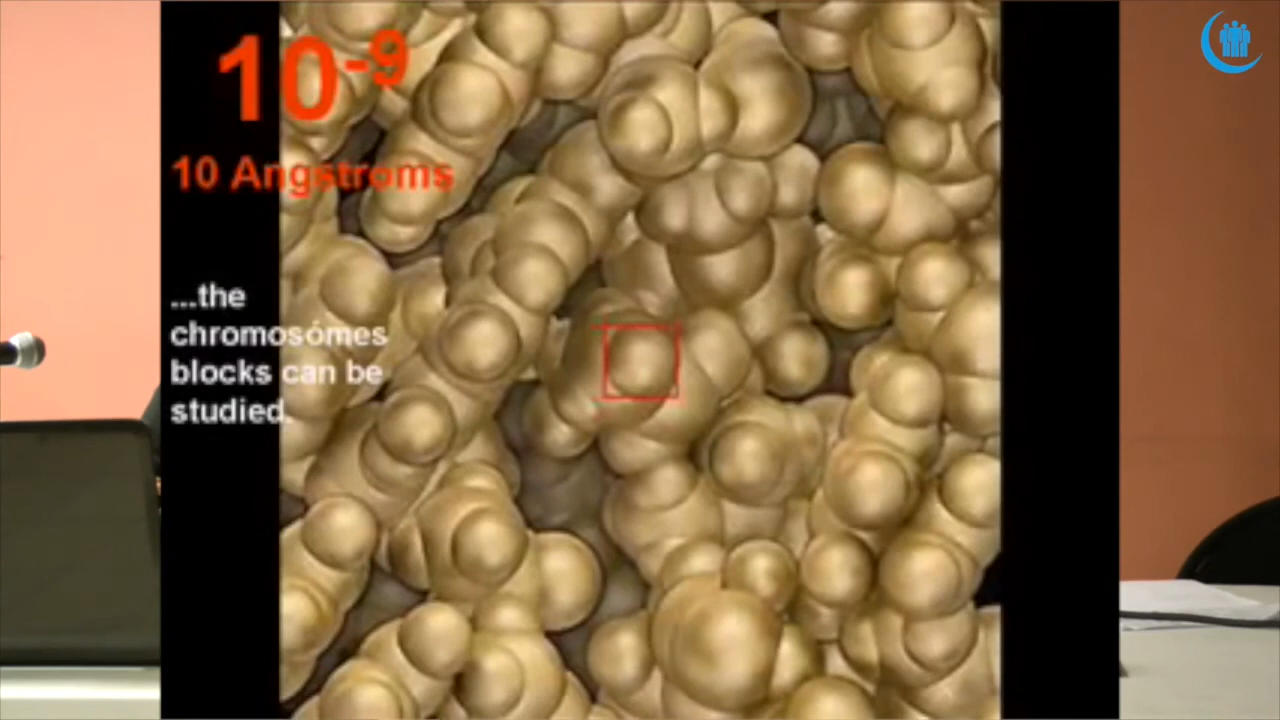 10⁻⁹
10 Angstroms
...the
chromosómes
blocks can be
studied.